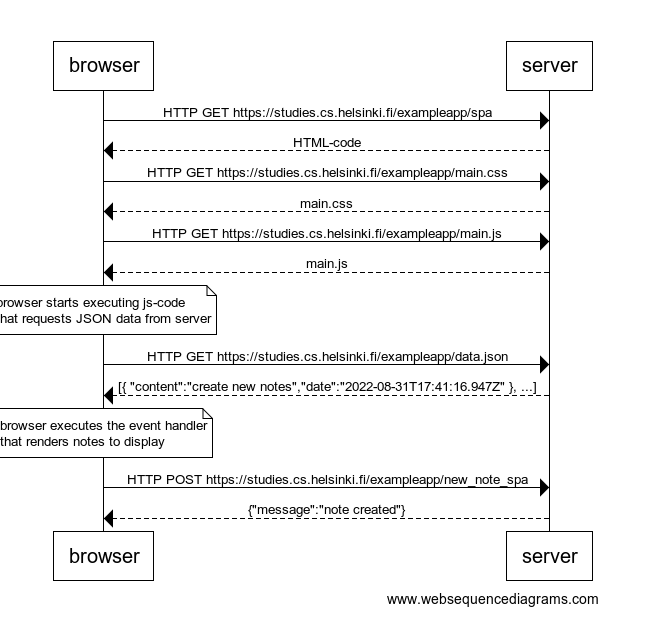 browser server
HTTP GET https://studies.cs.helsinki.fi/exampleapp/spa
HTML-code
HTTP GET https://studies.cs.helsinki.fi/exampleapp/main.css
main.css
HTTP GET https://studies.cs.helsinki.fi/exampleapp/main.js
main.js
browser starts executing js-code
hat requests JSON data from server
HTTP GET https://studies.cs.helsinki.fi/exampleapp/data.json
[{ "content":"create new notes","date":"2022-08-31T17:41:16.947Z" }, ...]
browser executes the event handler
that renders notes to display
HTTP POST https://studies.cs.helsinki.fi/exampleapp/new_note_spa
{"message":"note created"}
browser server
www.websequencediagrams.com